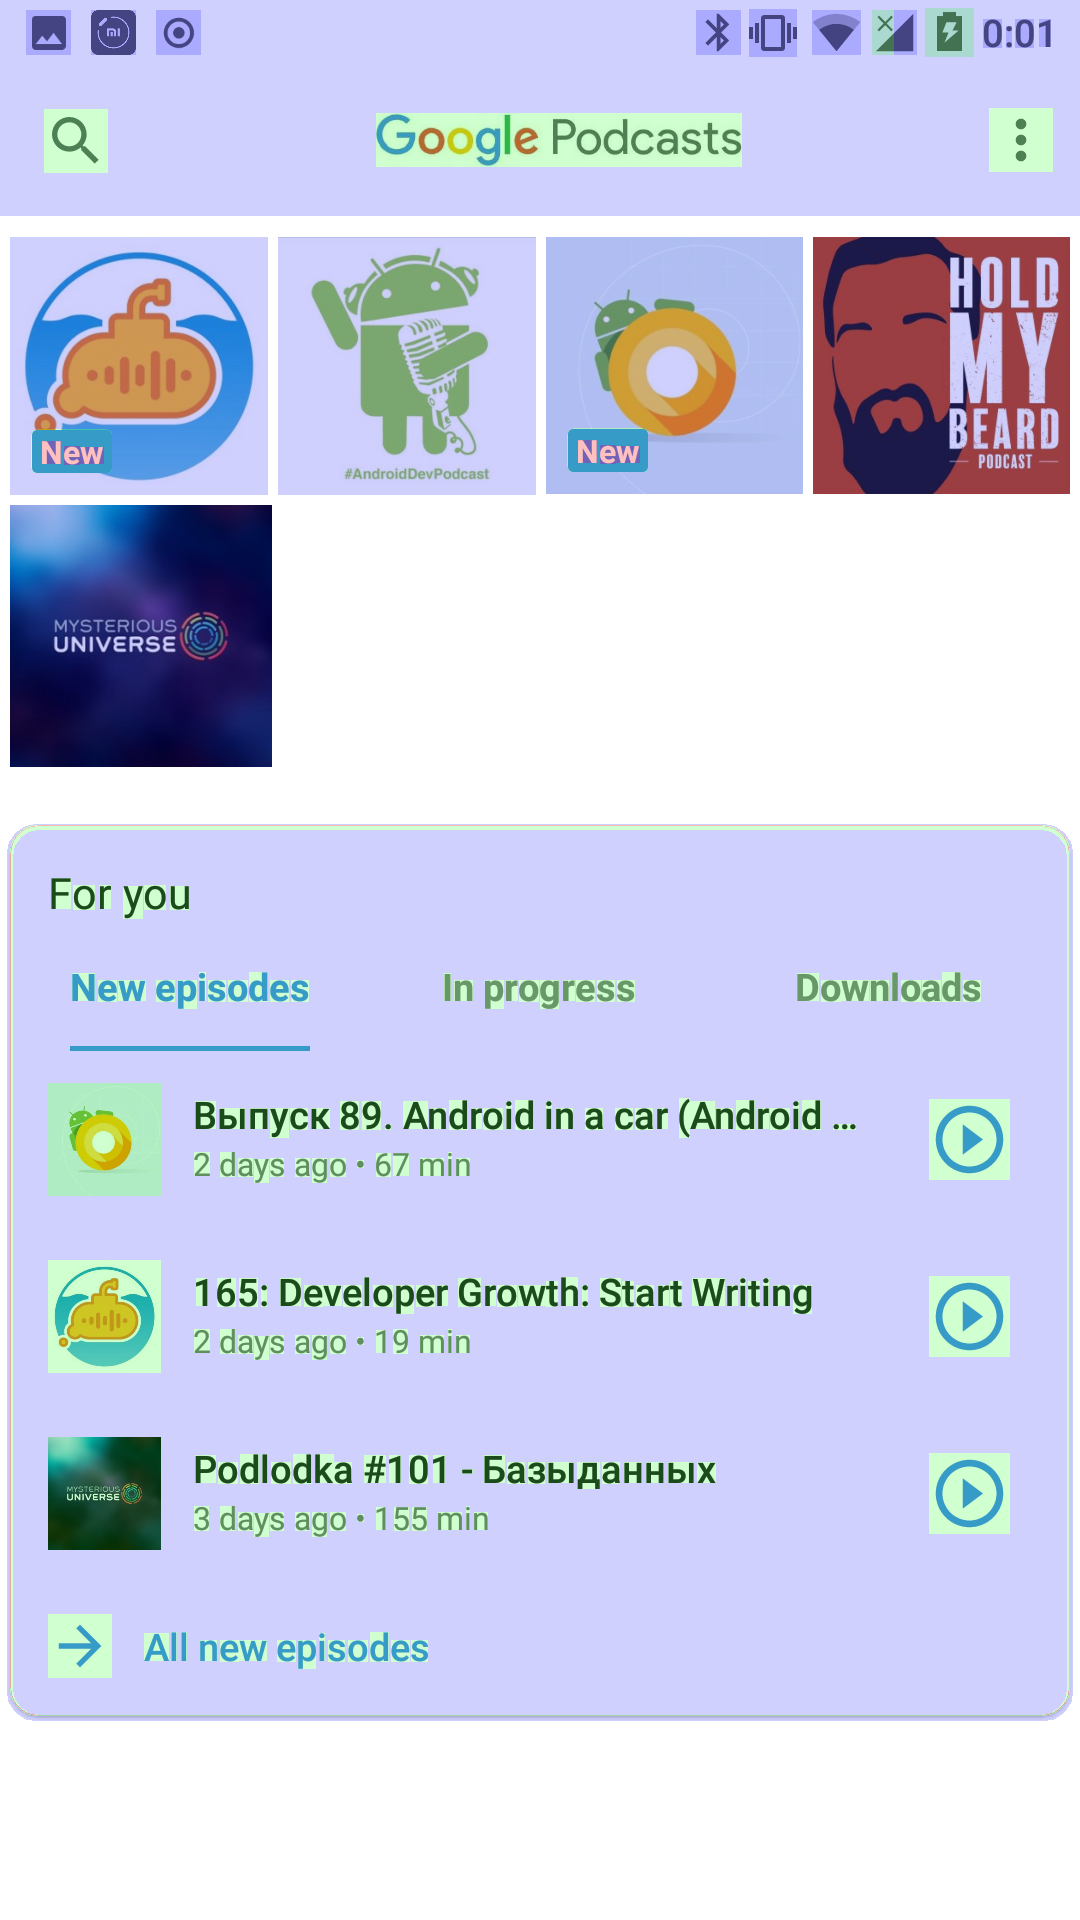 0:01
Google Podcasts
New
#AndroidDevPodcast
New
HOLD
MY
BEARD
PODCAST
MYSTERIOUS
UNIVERSE
For you
New episodes
In progress
Downloads
Выпуск 89. Android in a car (Android ...
2 days ago • 67 min
165: Developer Growth: Start Writing
2 days ago • 19 min
MYSTERIOUS
UNIVERSE
Podlodka #101 - Базыданных
3 days ago • 155 min
All new episodes